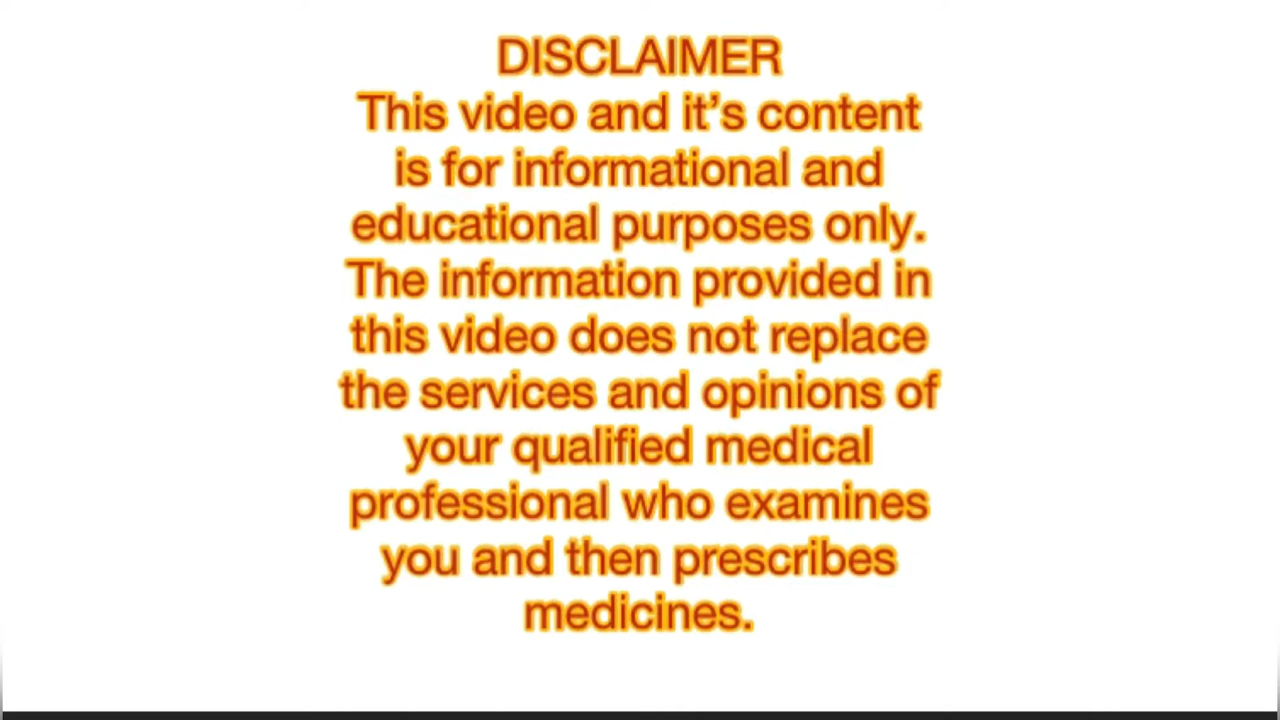 DISCLAIMER
This video and it’s content
is for informational and
educational purposes only.
The information provided in
this video does not replace
the services and opinions of
your qualified medical
professional who examines
you and then prescribes
medicines.